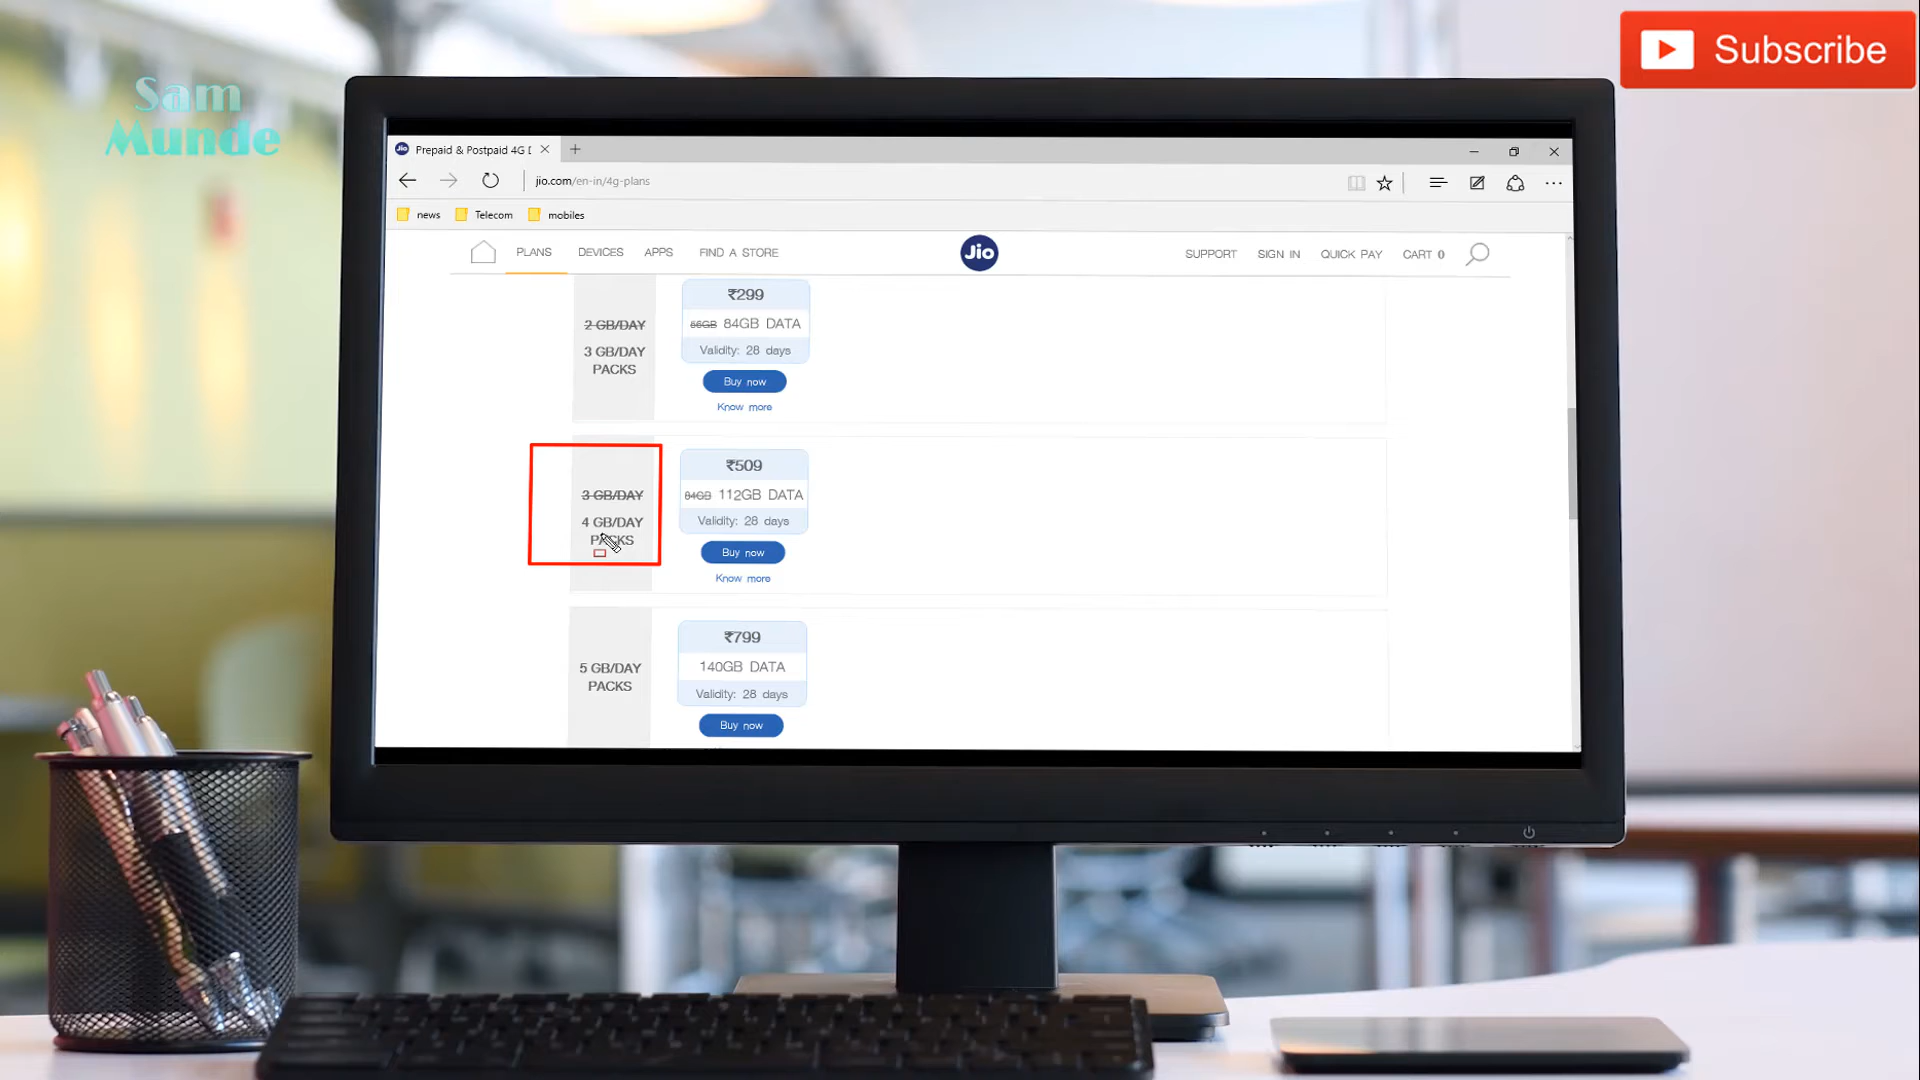 Subscribe
Sam
Munde
Jio Prepaid & Postpaid 4G D
jio.com/en-in/4g-plans
news Telecom mobiles
PLANS DEVICES APPS FIND A STORE Jio SUPPORT SIGN IN QUICK PAY CART 0
2 GB/DAY
3 GB/DAY
PACKS
₹299
56GB 84GB DATA
Validity: 28 days
Buy now
Know more
3 GB/DAY
4 GB/DAY
PACKS
₹509
84GB 112GB DATA
Validity: 28 days
Buy now
Know more
5 GB/DAY
PACKS
₹799
140GB DATA
Validity: 28 days
Buy now